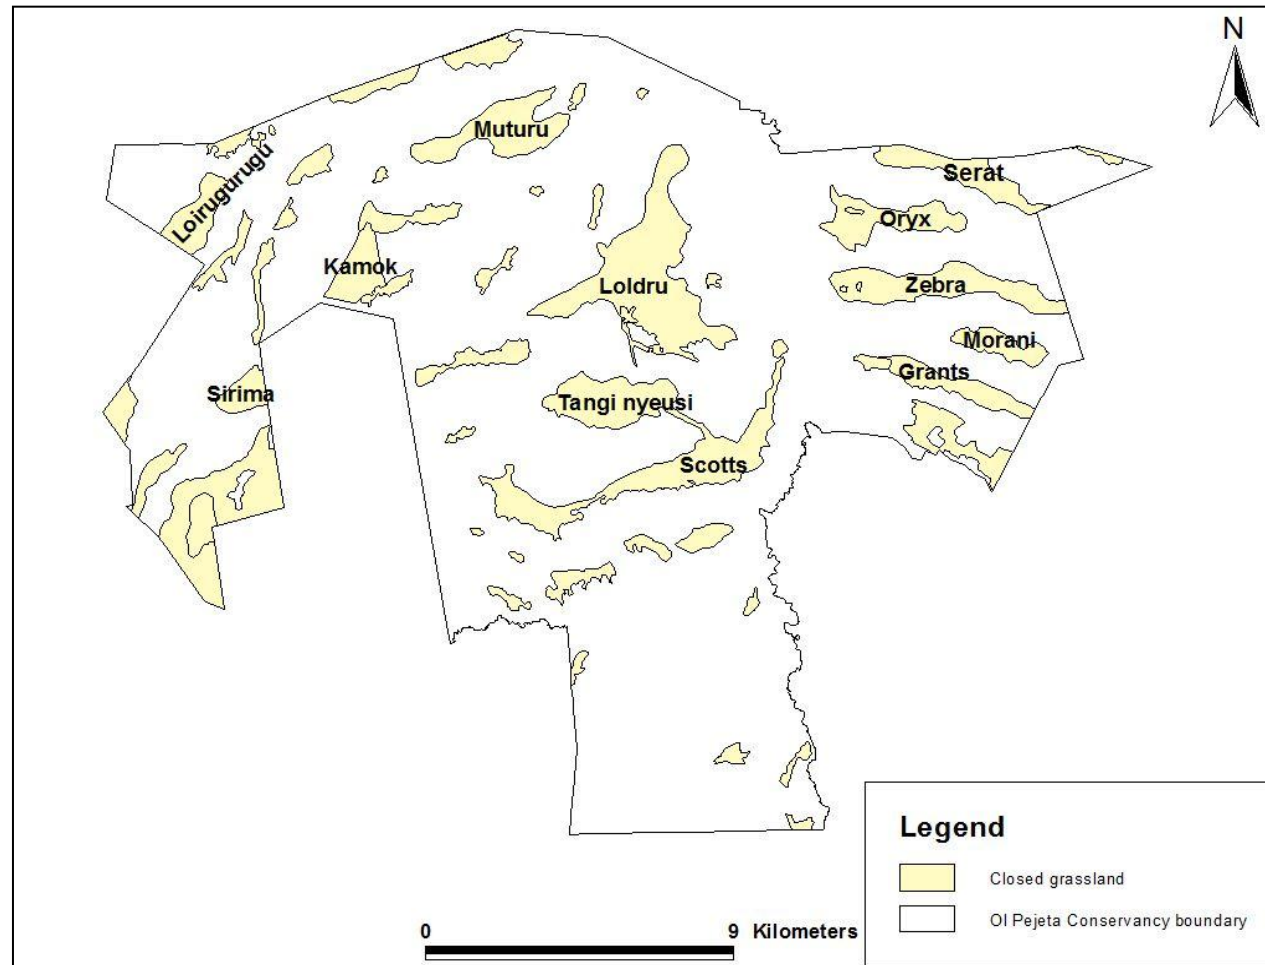 N
Muturu
Serat
Loirugurugu
Oryx
Kamok
Loldru
Zebra
Morani
Grants
Sirima
Tangi nyeusi
Scotts
Legend
Closed grassland
Ol Pejeta Conservancy boundary
0 9 Kilometers